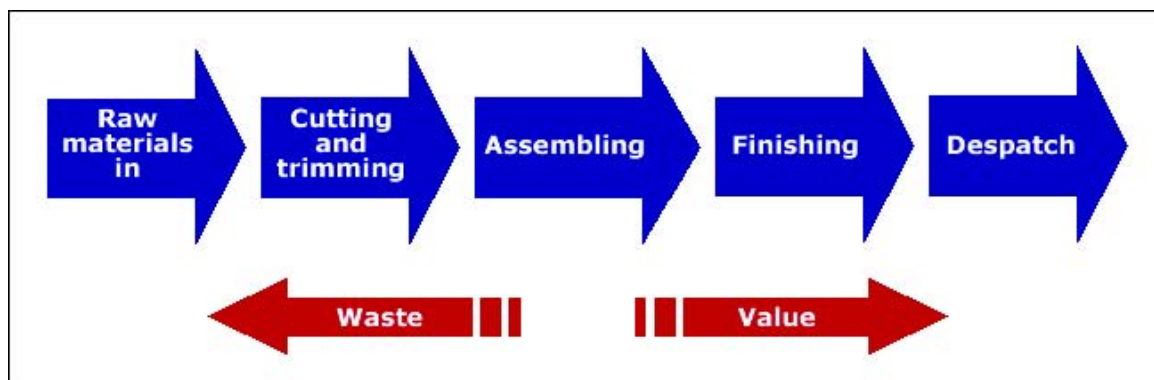 Raw
materials
in
Cutting
and
trimming
Assembling
Finishing
Despatch
Waste
Value